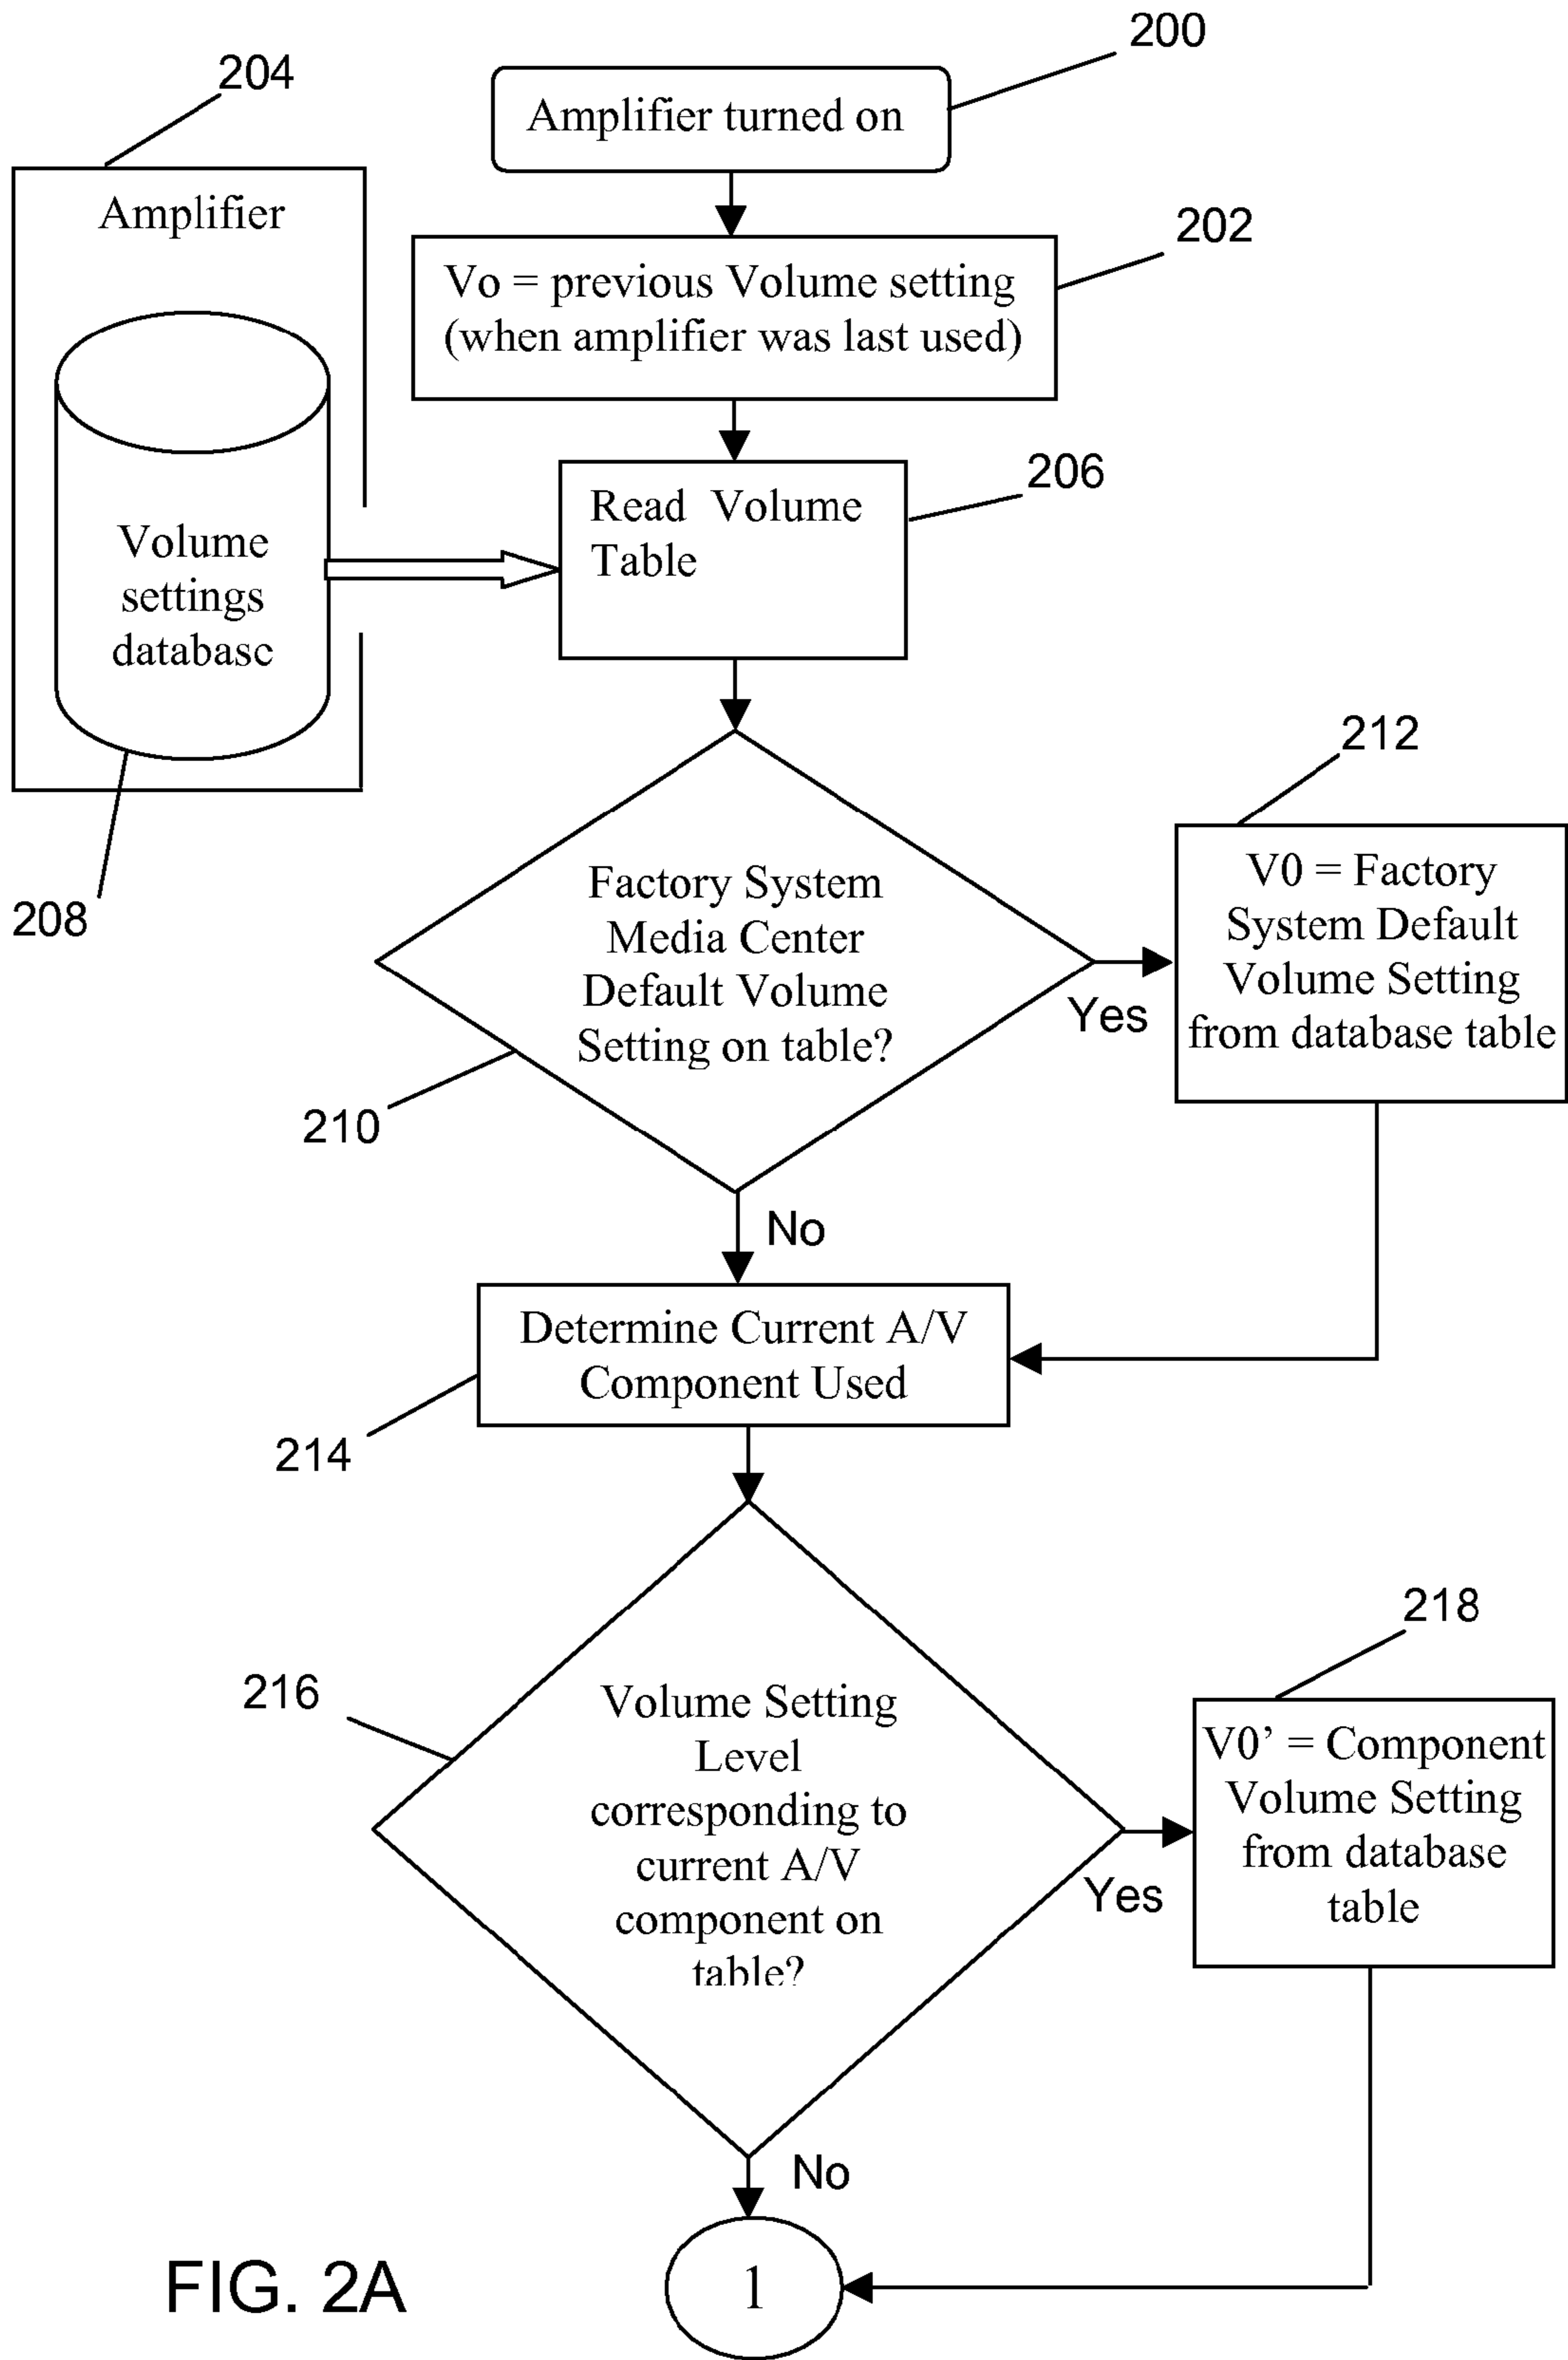 200
204
Amplifier turned on
Amplifier
202
Vo = previous Volume setting
(when amplifier was last used)
206
Read Volume
Table
Volume
settings
database
208
212
Factory System
Media Center
Default Volume
Setting on table?
Yes
V0 = Factory
System Default
Volume Setting
from database table
210
No
Determine Current A/V
Component Used
214
218
216
Volume Setting
Level
corresponding to
current A/V
component on
table?
Yes
V0’ = Component
Volume Setting
from database
table
No
1
FIG. 2A